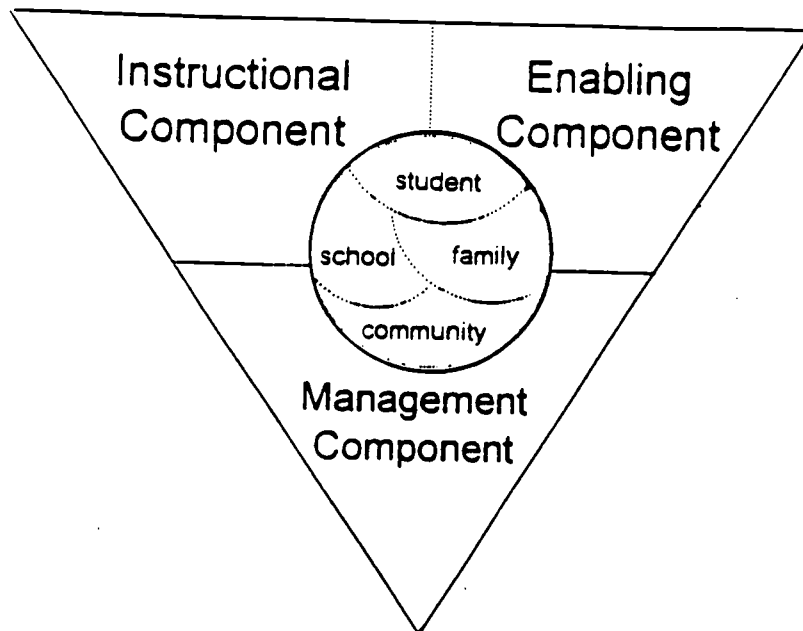 Instructional
Component
Enabling
Component
student
school
family
community
Management
Component